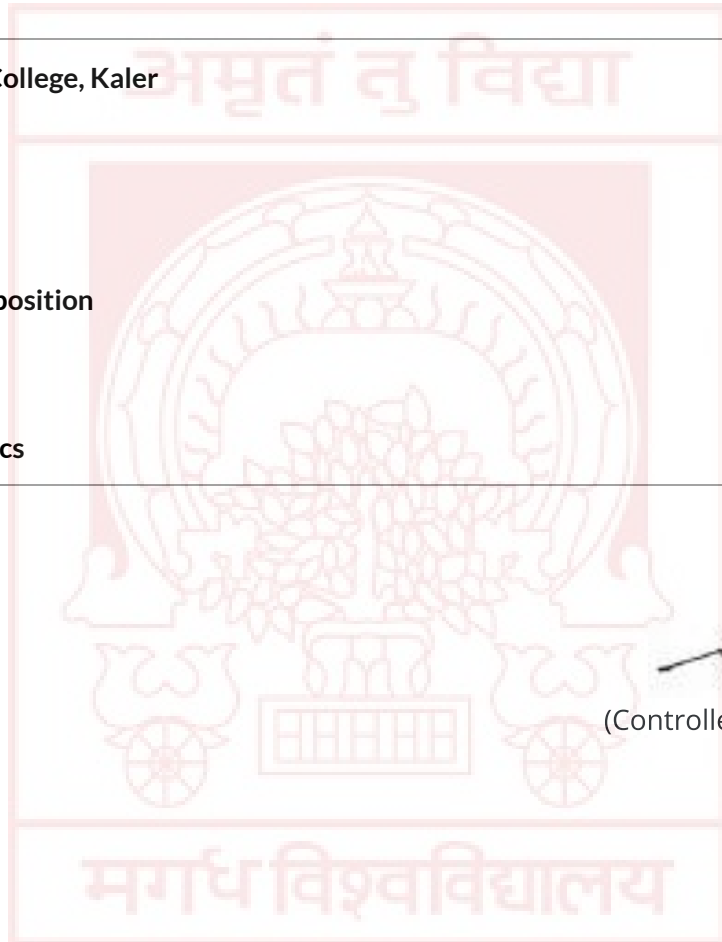 अमृतं तु विद्या
College, Kaler
position
cs
(Controlle
मगध विश्वविद्यालय